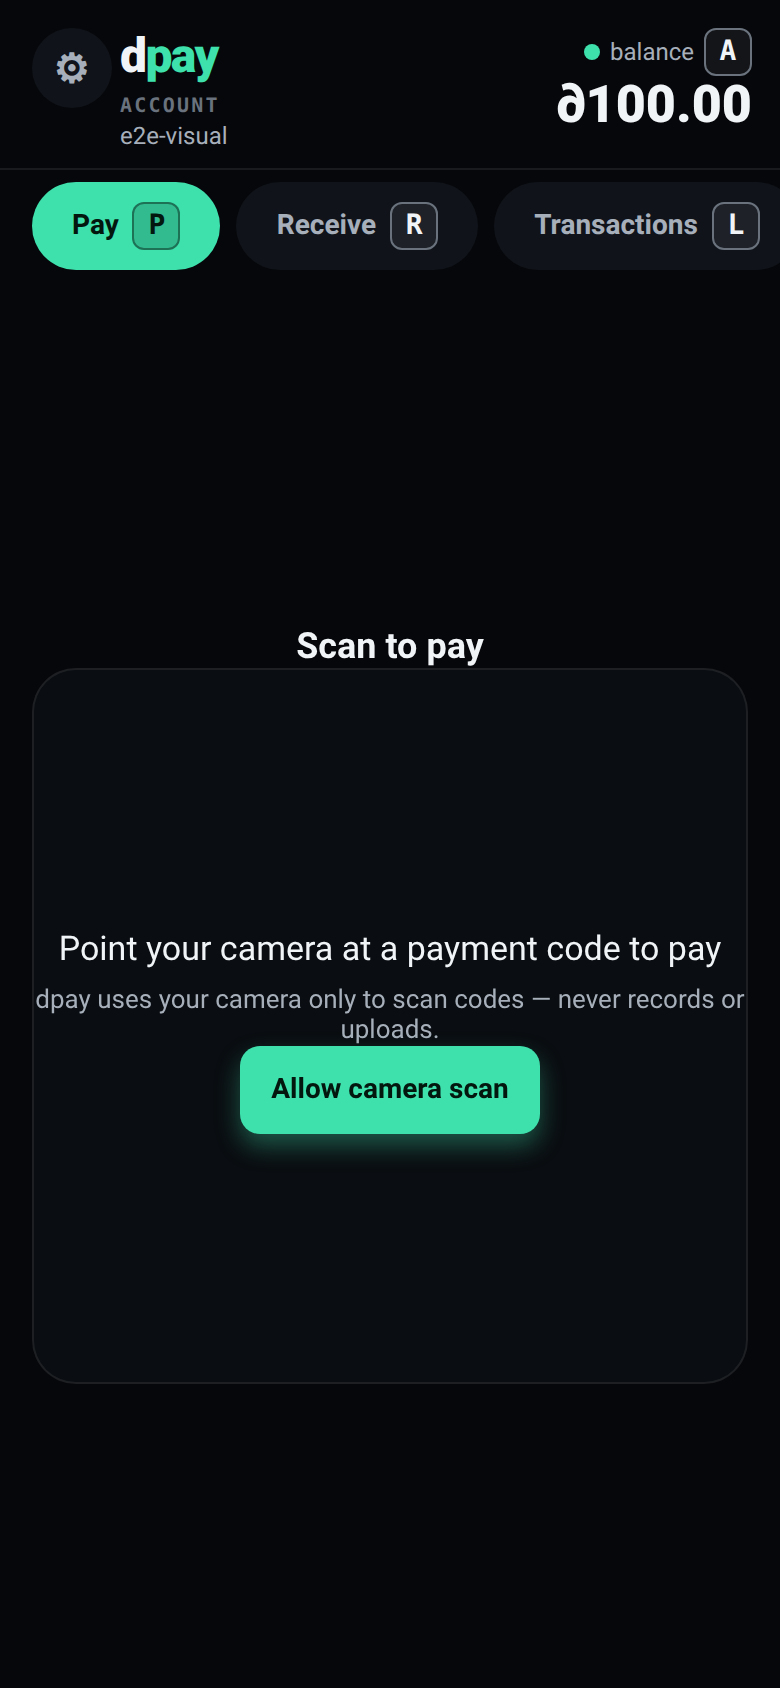 dpay
ACCOUNT
e2e-visual
balance A
∂100.00
Pay P
Receive R
Transactions L
Scan to pay
Point your camera at a payment code to pay
dpay uses your camera only to scan codes — never records or
uploads.
Allow camera scan